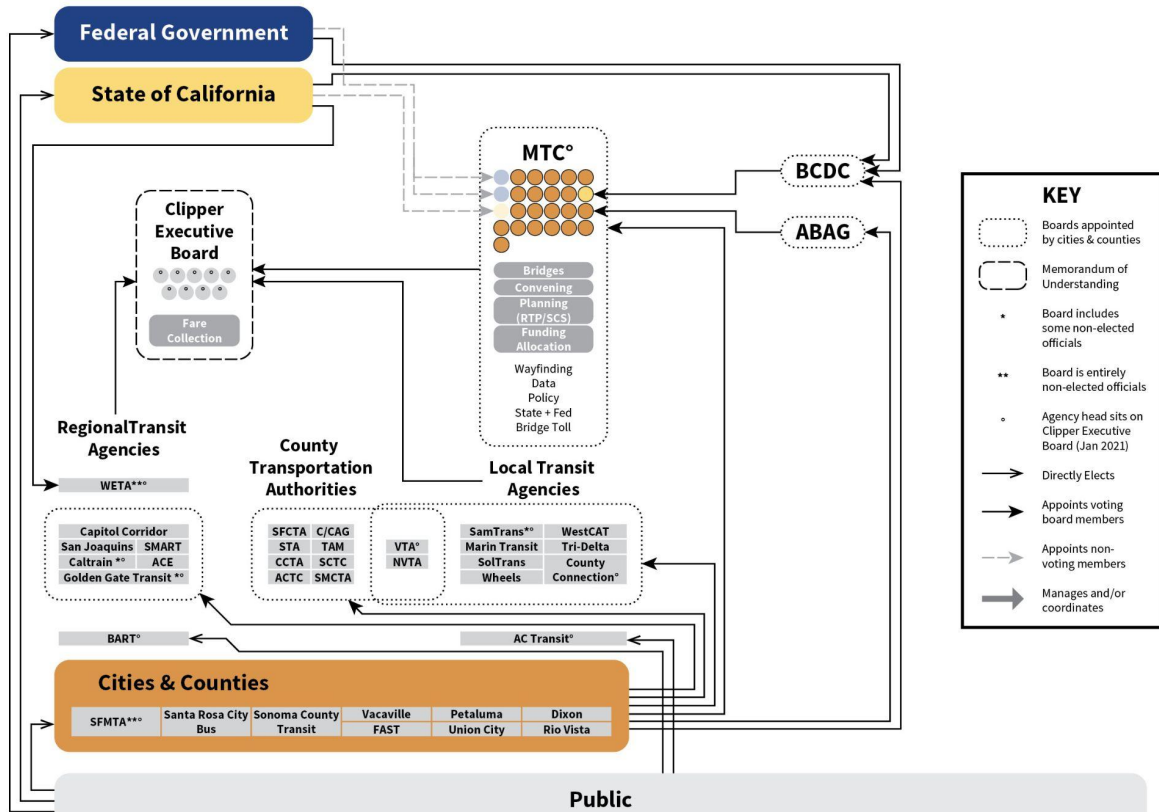 Federal Government
State of California
MTC°
BCDC
ABAG
Clipper
Executive
Board
° ° ° ° °
° ° ° °
Fare
Collection
Bridges
Convening
Planning
(RTP/SCS)
Funding
Allocation
Wayfinding
Data
Policy
State + Fed
Bridge Toll
RegionalTransit
Agencies
WETA**°
Capitol Corridor
San Joaquins SMART
Caltrain *° ACE
Golden Gate Transit *°
BART°
County
Transportation
Authorities
SFCTA C/CAG
STA TAM
CCTA SCTC
ACTC SMCTA
VTA°
NVTA
Local Transit
Agencies
SamTrans*° WestCAT
Marin Transit Tri-Delta
SolTrans County
Wheels Connection°
AC Transit°
Cities & Counties
SFMTA**°
Santa Rosa City
Bus
Sonoma County
Transit
Vacaville
FAST
Petaluma
Union City
Dixon
Rio Vista
Public
KEY
Boards appointed
by cities & counties
Memorandum of
Understanding
* Board includes
some non-elected
officials
** Board is entirely
non-elected officials
° Agency head sits on
Clipper Executive
Board (Jan 2021)
Directly Elects
Appoints voting
board members
Appoints non-
voting members
Manages and/or
coordinates